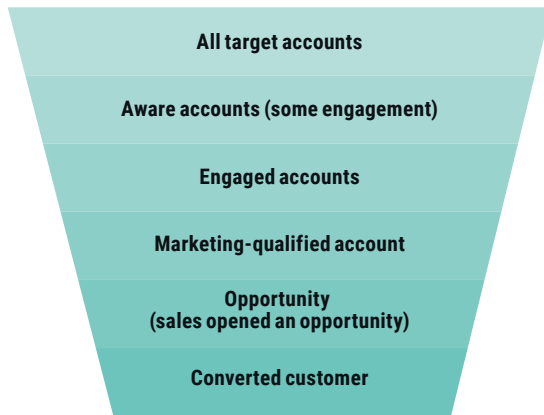 All target accounts
Aware accounts (some engagement)
Engaged accounts
Marketing-qualified account
Opportunity
(sales opened an opportunity)
Converted customer